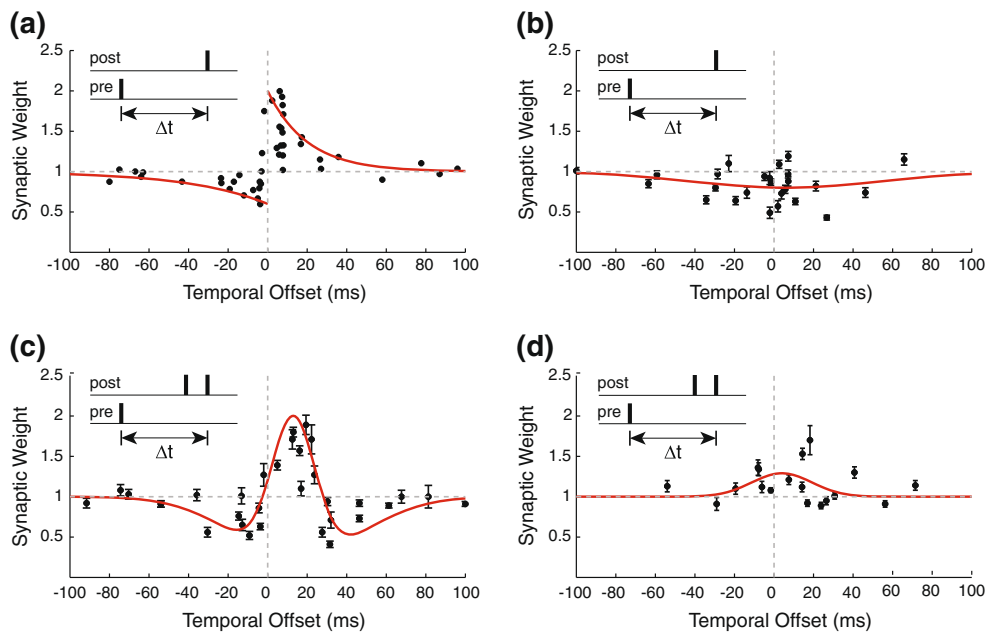 (a)
2.5
2
1.5
1
0.5
Synaptic Weight
post
pre
Δt
-100 -80 -60 -40 -20 0 20 40 60 80 100
Temporal Offset (ms)
(b)
2.5
2
1.5
1
0.5
Synaptic Weight
post
pre
Δt
-100 -80 -60 -40 -20 0 20 40 60 80 100
Temporal Offset (ms)
(c)
2.5
2
1.5
1
0.5
Synaptic Weight
post
pre
Δt
-100 -80 -60 -40 -20 0 20 40 60 80 100
Temporal Offset (ms)
(d)
2.5
2
1.5
1
0.5
Synaptic Weight
post
pre
Δt
-100 -80 -60 -40 -20 0 20 40 60 80 100
Temporal Offset (ms)